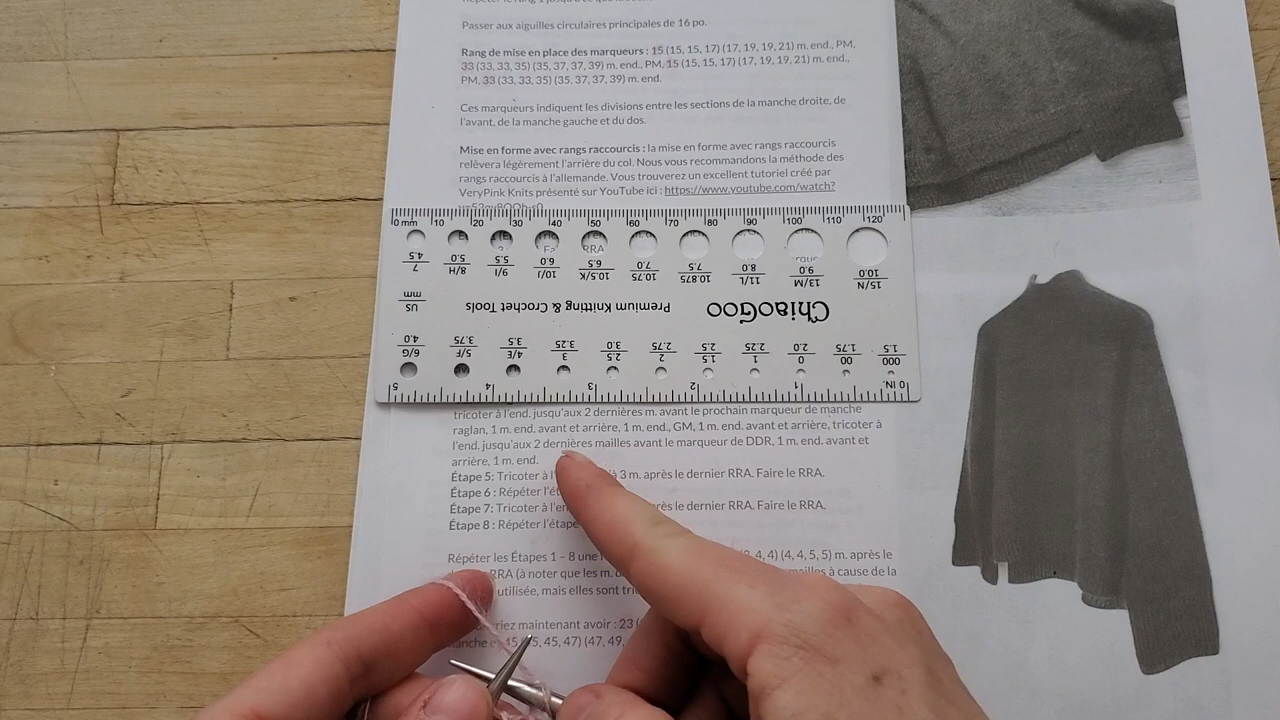 Passer aux aiguilles circulaires principales de 16 po.
Rang de mise en place des marqueurs : 15 (15, 15, 17) (17, 19, 19, 21) m. end., PM,
33 (33, 33, 35) (35, 37, 37, 39) m. end., PM, 15 (15, 15, 17) (17, 19, 19, 21) m. end.,
PM, 33 (33, 33, 35) (35, 37, 37, 39) m. end.
Ces marqueurs indiquent les divisions entre les sections de la manche droite, de
l'avant, de la manche gauche et du dos.
Mise en forme avec rangs raccourcis : la mise en forme avec rangs raccourcis
relèvera légèrement l'arrière du col. Nous vous recommandons la méthode des
rangs raccourcis à l'allemande. Vous trouverez un excellent tutoriel créé par
VeryPink Knits présenté sur YouTube ici : https://www.youtube.com/watch?
0 mm 10 20 30 40 50 60 70 80 90 100 110 120
RRA
4.5 5.0 5.5 6.0 6.5 7.0 7.5 8.0 9.0 10.0
7 8/H 9/I 10/J 10.5/K 10.75 10.875 11/L 13/M 15/N
US mm
Premium Knitting & Crochet Tools
ChiaoGoo
4.0 3.75 3.5 3.25 3.0 2.75 2.5 2.25 2.0 1.75 1.5
6/G 5/F 4/E 3 2.5 2 1.5 1 0 00 000
5 4 3 2 1 0 IN.
tricoter à l'end. jusqu'aux 2 dernières m. avant le prochain marqueur de manche
raglan, 1 m. end. avant et arrière, 1 m. end., GM, 1 m. end. avant et arrière, tricoter à
l'end. jusqu'aux 2 dernières mailles avant le marqueur de DDR, 1 m. end. avant et
arrière, 1 m. end.
Étape 5: Tricoter à 3 m. après le dernier RRA. Faire le RRA.
Étape 6 : Répéter
Étape 7: Tricoter à après le dernier RRA. Faire le RRA.
Étape 8 : Répéter l'étape
Répéter les Étapes 1 – 8 une 4, 4) (4, 4, 5, 5) m. après le
RRA (à noter que les m. mailles à cause de la
utilisée, mais elles sont
maintenant avoir : 23
45, 47) (47, 49,